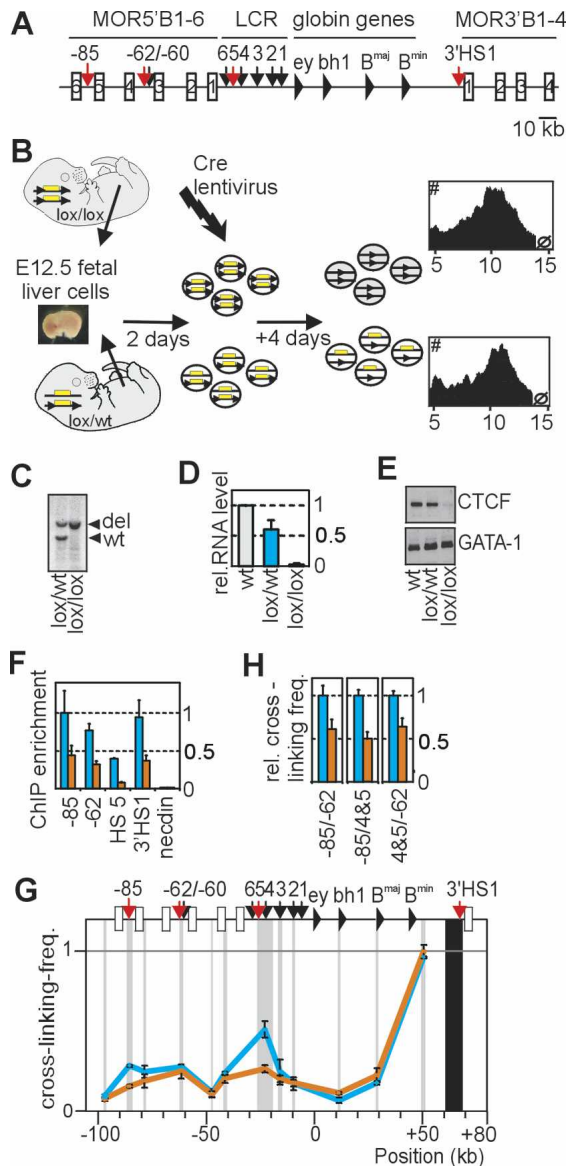 A
MOR5'B1-6 LCR globin genes MOR3'B1-4
-85 -62/-60 654 3 21 ey bh1 Bmaj Bmin 3'HS1
6 5 4 3 2 1 1 2 3 4
10 kb
B
lox/lox
Cre
lentivirus
E12.5 fetal
liver cells
2 days +4 days
lox/wt
#
5 10 15 Ø
#
5 10 15 Ø
C
del
wt
lox/wt
lox/lox
D
rel.RNA level
1
0.5
0
wt
lox/wt
lox/lox
E
CTCF
GATA-1
wt
lox/wt
lox/lox
F
ChIP enrichment
1
0.5
0
-85
-62
HS 5
3'HS1
necdin
H
rel. cross -
linking freq.
1
0.5
0
-85/-62
-85/4&5
4&5/-62
G
-85 -62/-60 654 3 21 ey bh1 Bmaj Bmin 3'HS1
cross-linking-freq.
1
0
-100 -50 0 +50 +80
Position (kb)